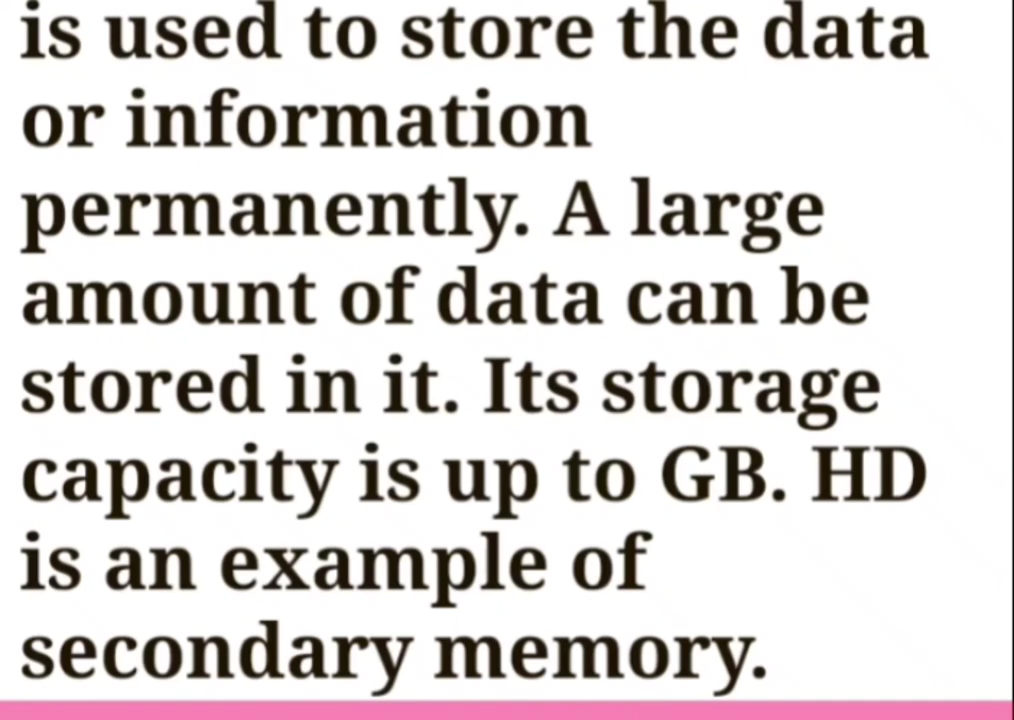 is used to store the data
or information
permanently. A large
amount of data can be
stored in it. Its storage
capacity is up to GB. HD
is an example of
secondary memory.